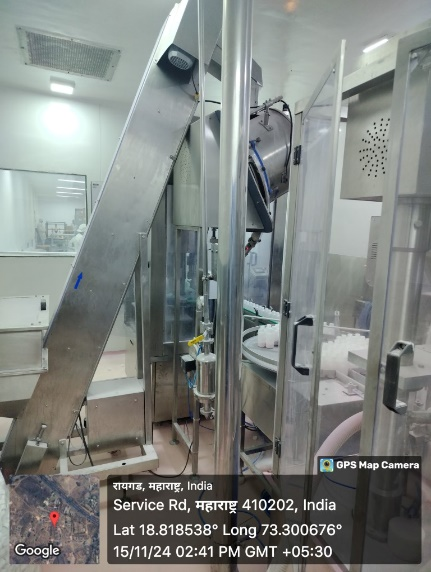 GPS Map Camera
रायगड, महाराष्ट्र, India
Service Rd, महाराष्ट्र 410202, India
Lat 18.818538° Long 73.300676°
15/11/24 02:41 PM GMT +05:30
Google